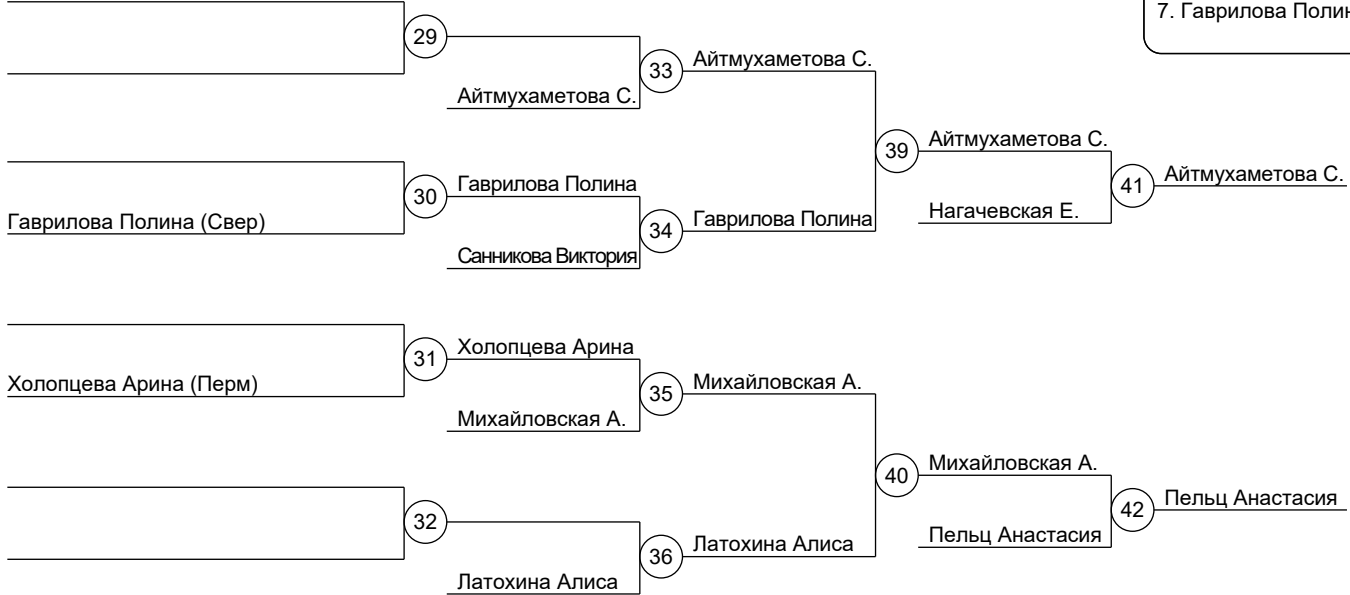 7. Гаврилова Полин
29
Айтмухаметова С.
33
Айтмухаметова С.
39
Айтмухаметова С.
41
Айтмухаметова С.
Гаврилова Полина (Свер)
30
Гаврилова Полина
Санникова Виктория
34
Гаврилова Полина
Нагачевская Е.
Холопцева Арина (Перм)
31
Холопцева Арина
Михайловская А.
35
Михайловская А.
40
Михайловская А.
42
Пельц Анастасия
32
Латохина Алиса
36
Латохина Алиса
Пельц Анастасия